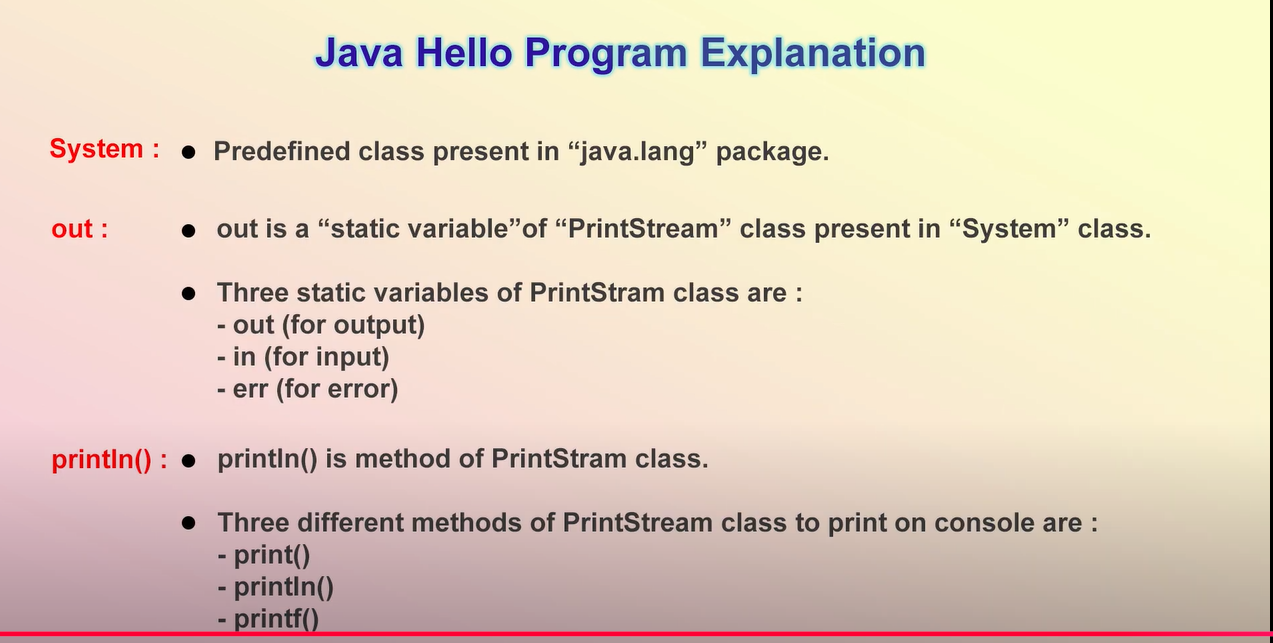 Java Hello Program Explanation
System : ● Predefined class present in “java.lang” package.
out : ● out is a “static variable”of “PrintStream” class present in “System” class.
● Three static variables of PrintStram class are :
- out (for output)
- in (for input)
- err (for error)
println() : ● println() is method of PrintStram class.
● Three different methods of PrintStream class to print on console are :
- print()
- println()
- printf()